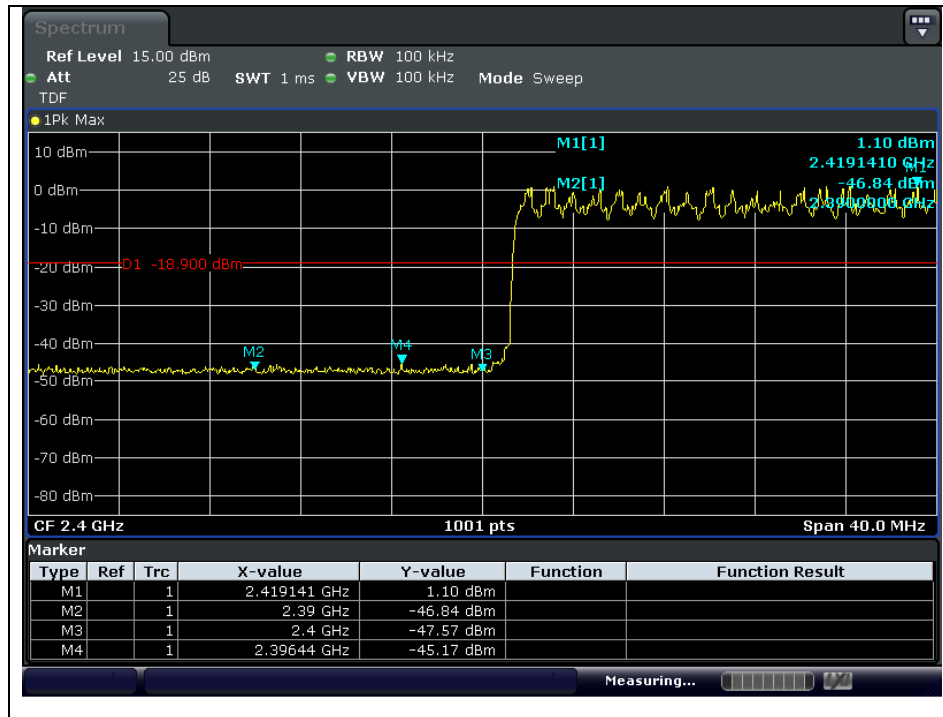 Spectrum
Ref Level 15.00 dBm RBW 100 kHz
Att 25 dB SWT 1 ms VBW 100 kHz Mode Sweep
TDF
1Pk Max
M1[1] 1.10 dBm
2.4191410 GHz
M1
M2[1] -46.84 dBm
2.3900000 GHz
10 dBm
0 dBm
-10 dBm
-20 dBm
D1 -18.900 dBm
-30 dBm
-40 dBm
M2
M4
M3
-50 dBm
-60 dBm
-70 dBm
-80 dBm
CF 2.4 GHz 1001 pts Span 40.0 MHz
Marker
Type Ref Trc X-value Y-value Function Function Result
M1 1 2.419141 GHz 1.10 dBm
M2 1 2.39 GHz -46.84 dBm
M3 1 2.4 GHz -47.57 dBm
M4 1 2.39644 GHz -45.17 dBm
Measuring...